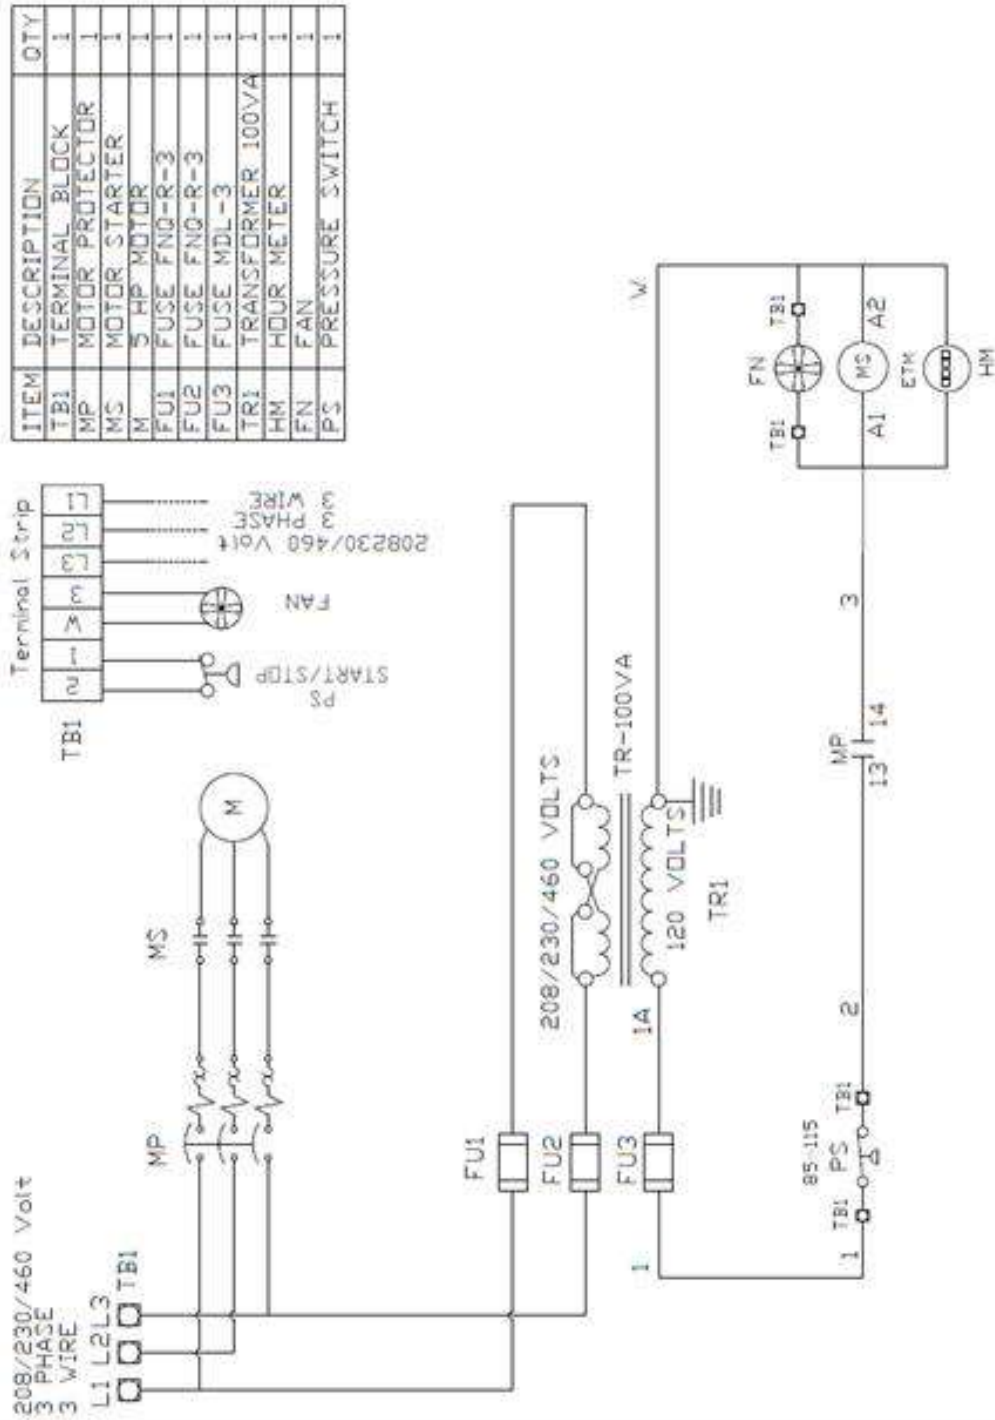 208/230/460 Volt
3 PHASE
3 WIRE
L1 L2 L3 TB1
MP
MS
M
TB1
Terminal Strip
2 1 W 3 L3 L2 L1
PS
START/STOP
FAN
208230/460 Volt
3 PHASE
3 WIRE
ITEM DESCRIPTION QTY
TB1 TERMINAL BLOCK 1
MP MOTOR PROTECTOR 1
MS MOTOR STARTER 1
M 5 HP MOTOR 1
FU1 FUSE FNQ-R-3 1
FU2 FUSE FNQ-R-3 1
FU3 FUSE MDL-3 1
TR1 TRANSFORMER 100VA 1
HM HOUR METER 1
FN FAN 1
PS PRESSURE SWITCH 1
FU1
FU2
208/230/460 VOLTS
TR-100VA
FU3
1A
120 VOLTS
TR1
1
W
85-115
1 TB1 PS TB1
2
MP
13 14
3
FN
TB1 TB1
MS
A1 A2
ETM
HM